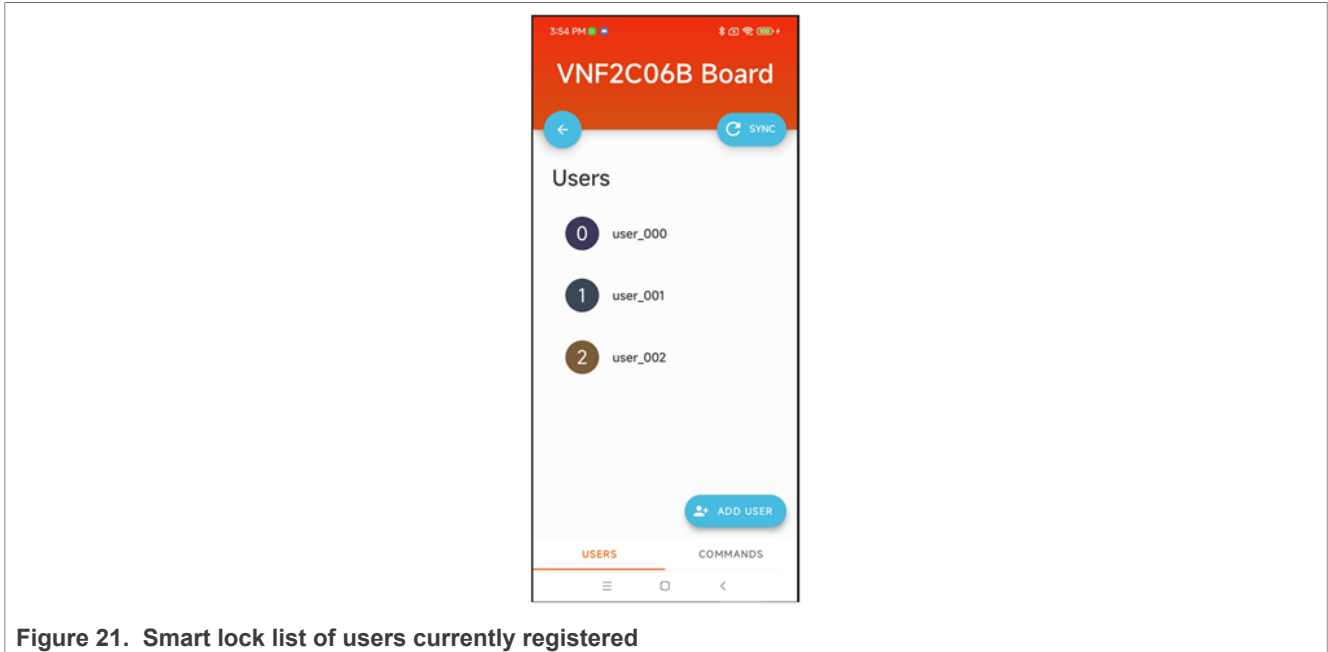 3:54 PM
100
VNF2C06B Board
SYNC
Users
0 user_000
1 user_001
2 user_002
ADD USER
USERS COMMANDS
Figure 21. Smart lock list of users currently registered